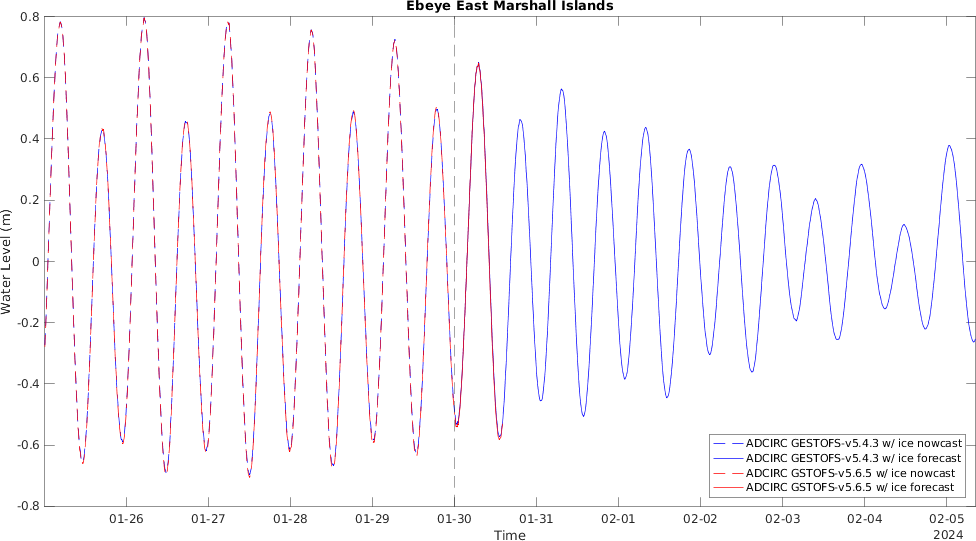 Ebeye East Marshall Islands
0.8
0.6
0.4
0.2
0
-0.2
-0.4
-0.6
-0.8
Water Level (m)
ADCIRC GESTOFS-v5.4.3 w/ ice nowcast
ADCIRC GESTOFS-v5.4.3 w/ ice forecast
ADCIRC GSTOFS-v5.6.5 w/ ice nowcast
ADCIRC GSTOFS-v5.6.5 w/ ice forecast
01-26 01-27 01-28 01-29 01-30 01-31 02-01 02-02 02-03 02-04 02-05
2024
Time